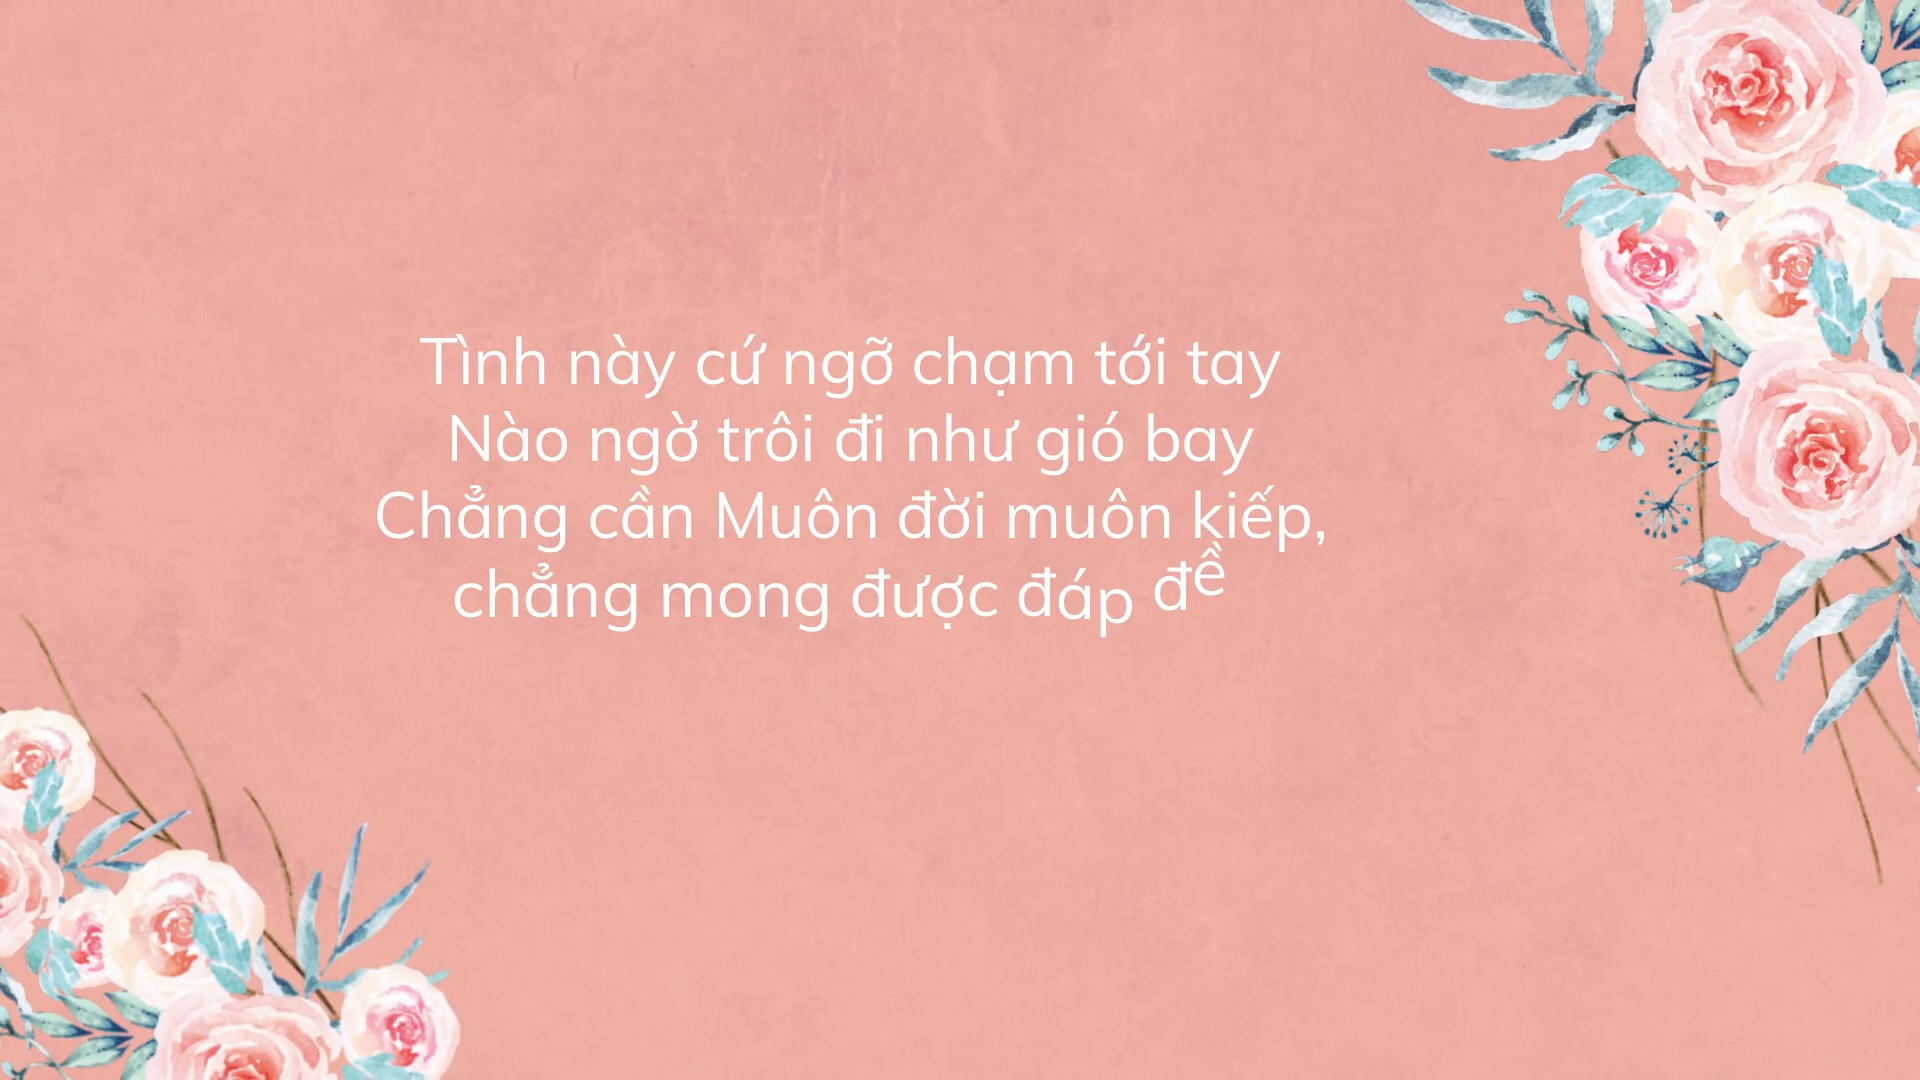 Tình này cứ ngỡ chạm tới tay
Nào ngờ trôi đi như gió bay
Chẳng cần Muôn đời muôn kiếp,
chẳng mong được đáp đề